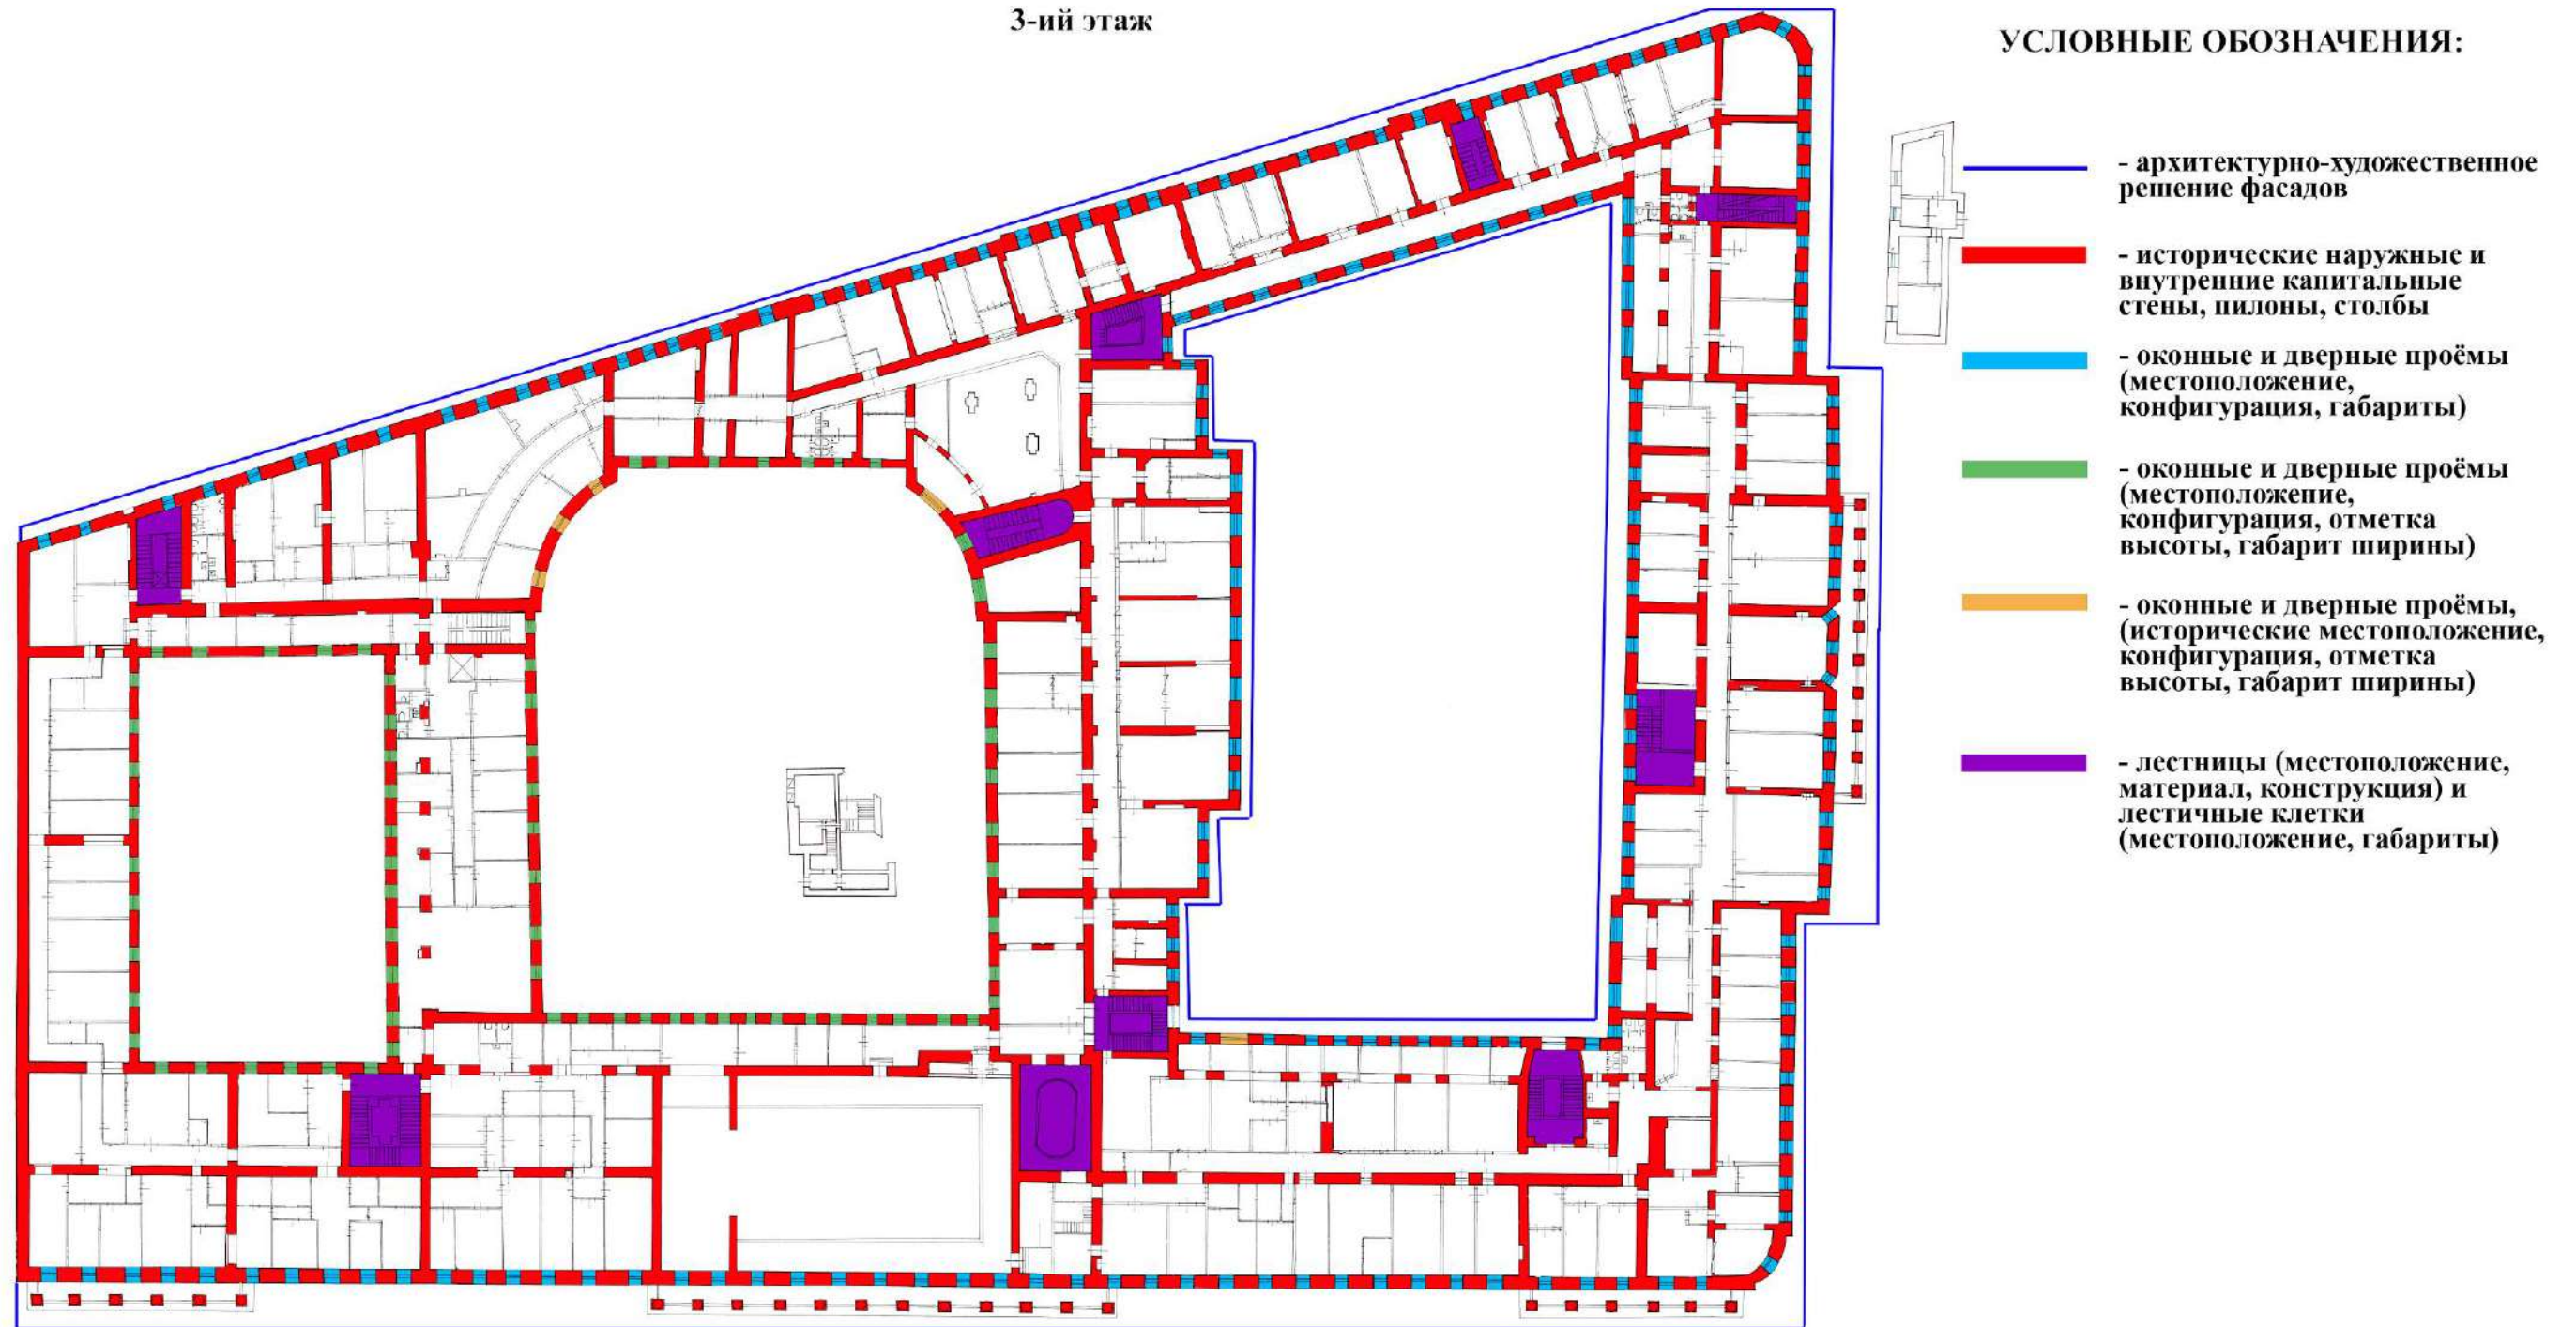 3-ий этаж
УСЛОВНЫЕ ОБОЗНАЧЕНИЯ:
- архитектурно-художественное
решение фасадов
- исторические наружные и
внутренние капитальные
стены, пилоны, столбы
- оконные и дверные проёмы
(местоположение,
конфигурация, габариты)
- оконные и дверные проёмы
(местоположение,
конфигурация, отметка
высоты, габарит ширины)
- оконные и дверные проёмы,
(исторические местоположение,
конфигурация, отметка
высоты, габарит ширины)
- лестницы (местоположение,
материал, конструкция) и
лестичные клетки
(местоположение, габариты)